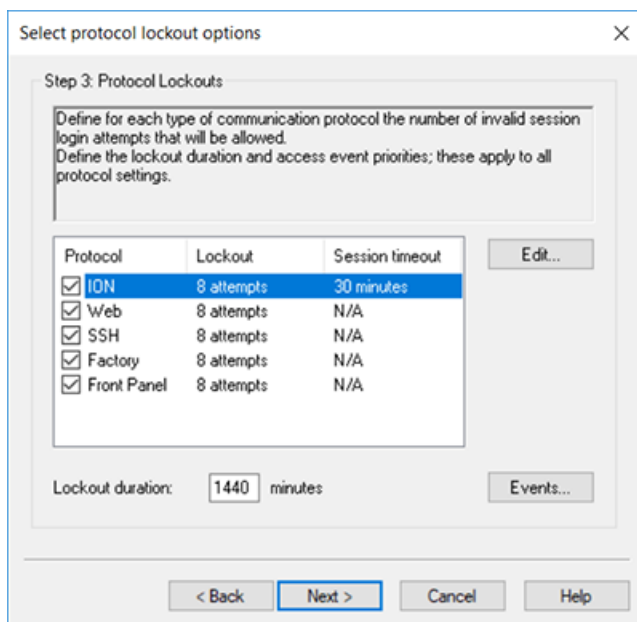 Select protocol lockout options
Step 3: Protocol Lockouts
Define for each type of communication protocol the number of invalid session
login attempts that will be allowed.
Define the lockout duration and access event priorities; these apply to all
protocol settings.
Protocol Lockout Session timeout
ION 8 attempts 30 minutes
Web 8 attempts N/A
SSH 8 attempts N/A
Factory 8 attempts N/A
Front Panel 8 attempts N/A
Edit...
Lockout duration: 1440 minutes
Events...
< Back Next > Cancel Help